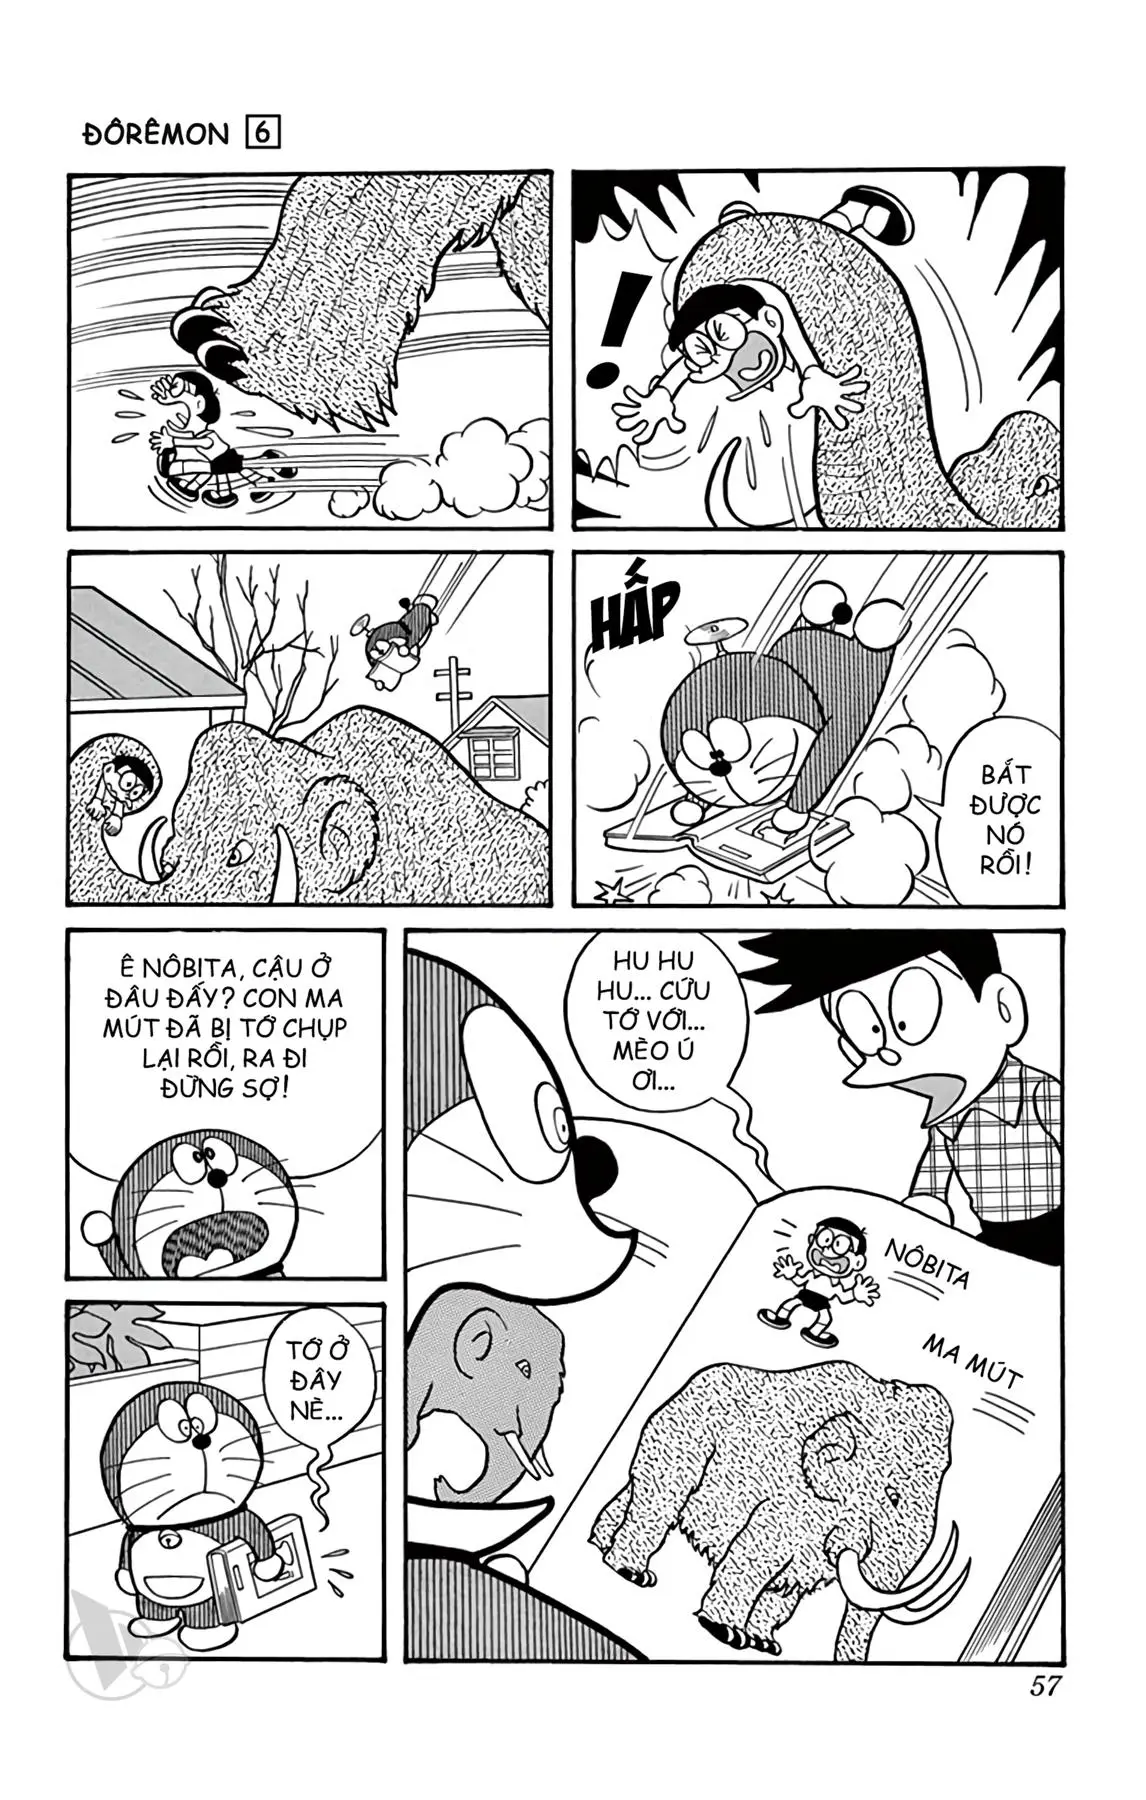 ĐÔRÊMON 6
!
HẤP
BẮT
ĐƯỢC
NÓ
RỒI!
Ê NÔBITA, CẬU Ở
ĐÂU ĐẤY? CON MA
MÚT ĐÃ BỊ TỚ CHỤP
LẠI RỒI, RA ĐI
ĐỪNG SỢ!
TỚ Ở
ĐÂY
NÈ...
HU HU
HU... CỨU
TỚ VỚI...
MÈO Ú
ƠI...
NÔBITA
MA MÚT
57